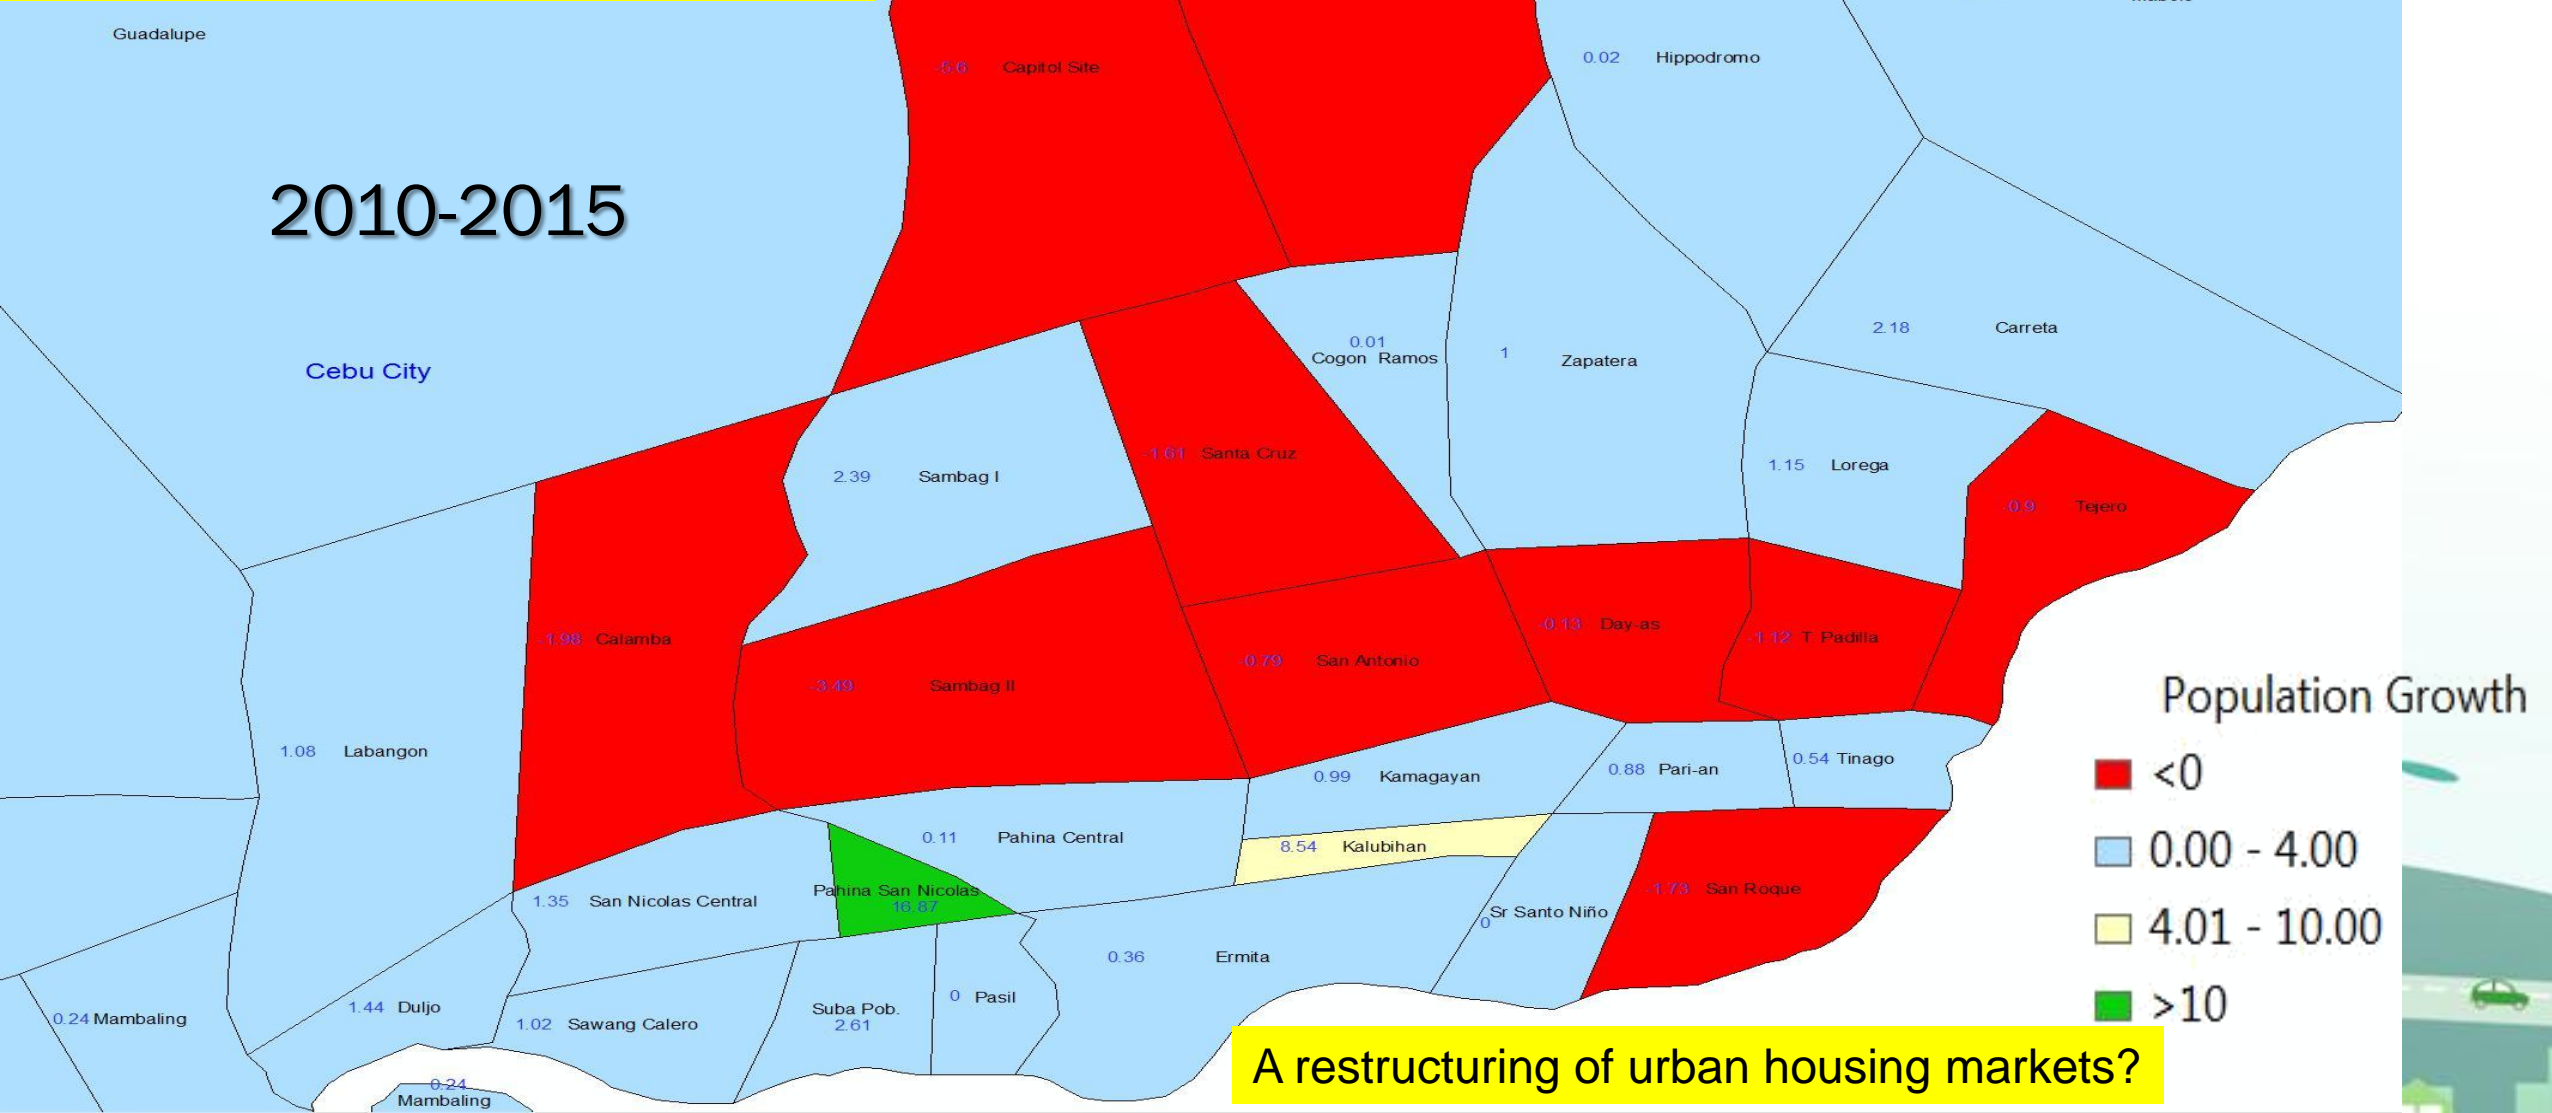 Guadalupe
-5.6 Capitol Site
0.02 Hippodromo
2010-2015
Cebu City
0.01
Cogon Ramos
1 Zapatera
2.18 Carreta
2.39 Sambag I
-1.61 Santa Cruz
1.15 Lorega
-0.9 Tejero
-1.98 Calamba
-3.49 Sambag II
-0.79 San Antonio
-0.13 Day-as
-1.12 T. Padilla
1.08 Labangon
0.99 Kamagayan
0.88 Pari-an
0.54 Tinago
0.11 Pahina Central
8.54 Kalubihan
1.35 San Nicolas Central
Pahina San Nicolas
16.87
Sr Santo Niño
0
-1.73 San Roque
0.36 Ermita
0.24 Mambaling
1.44 Duljo
1.02 Sawang Calero
Suba Pob.
2.61
0 Pasil
0.24
Mambaling
Population Growth
<0
0.00 - 4.00
4.01 - 10.00
>10
A restructuring of urban housing markets?